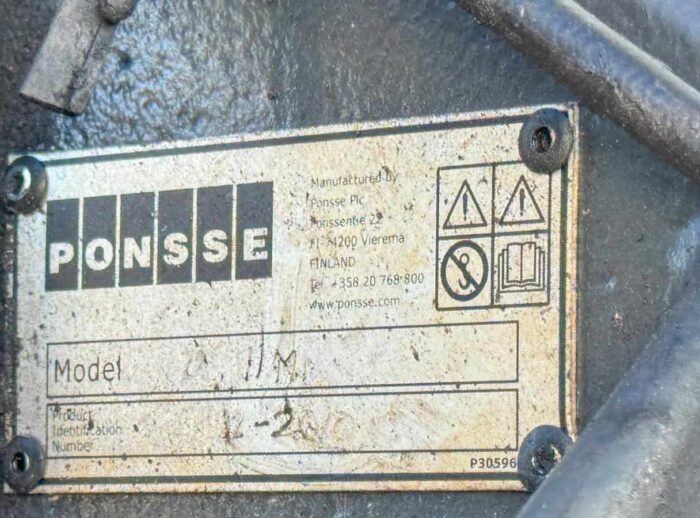 PONSSE
Manufactured by
Ponsse Plc
Ponssentie 22
FI-74200 Vieremä
FINLAND
Tel. +358 20 768 800
www.ponsse.com
Model
Product
Identification
Number
P30596